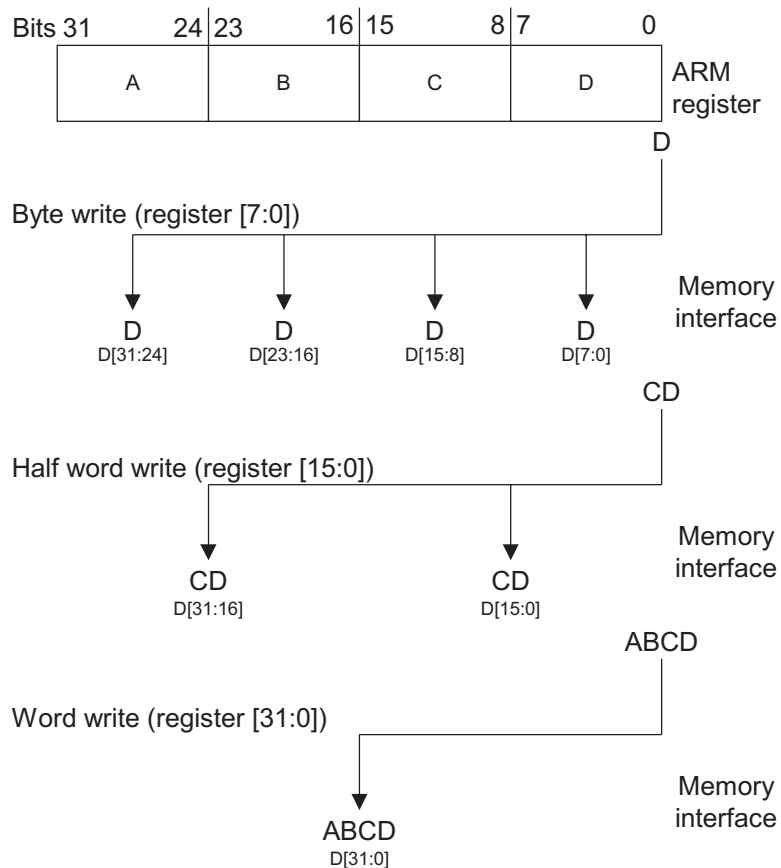 Bits 31 24 23 16 15 8 7 0
A B C D
ARM
register
D
Byte write (register [7:0])
Memory
interface
D D D D
D[31:24] D[23:16] D[15:8] D[7:0]
CD
Half word write (register [15:0])
Memory
interface
CD CD
D[31:16] D[15:0]
ABCD
Word write (register [31:0])
Memory
interface
ABCD
D[31:0]